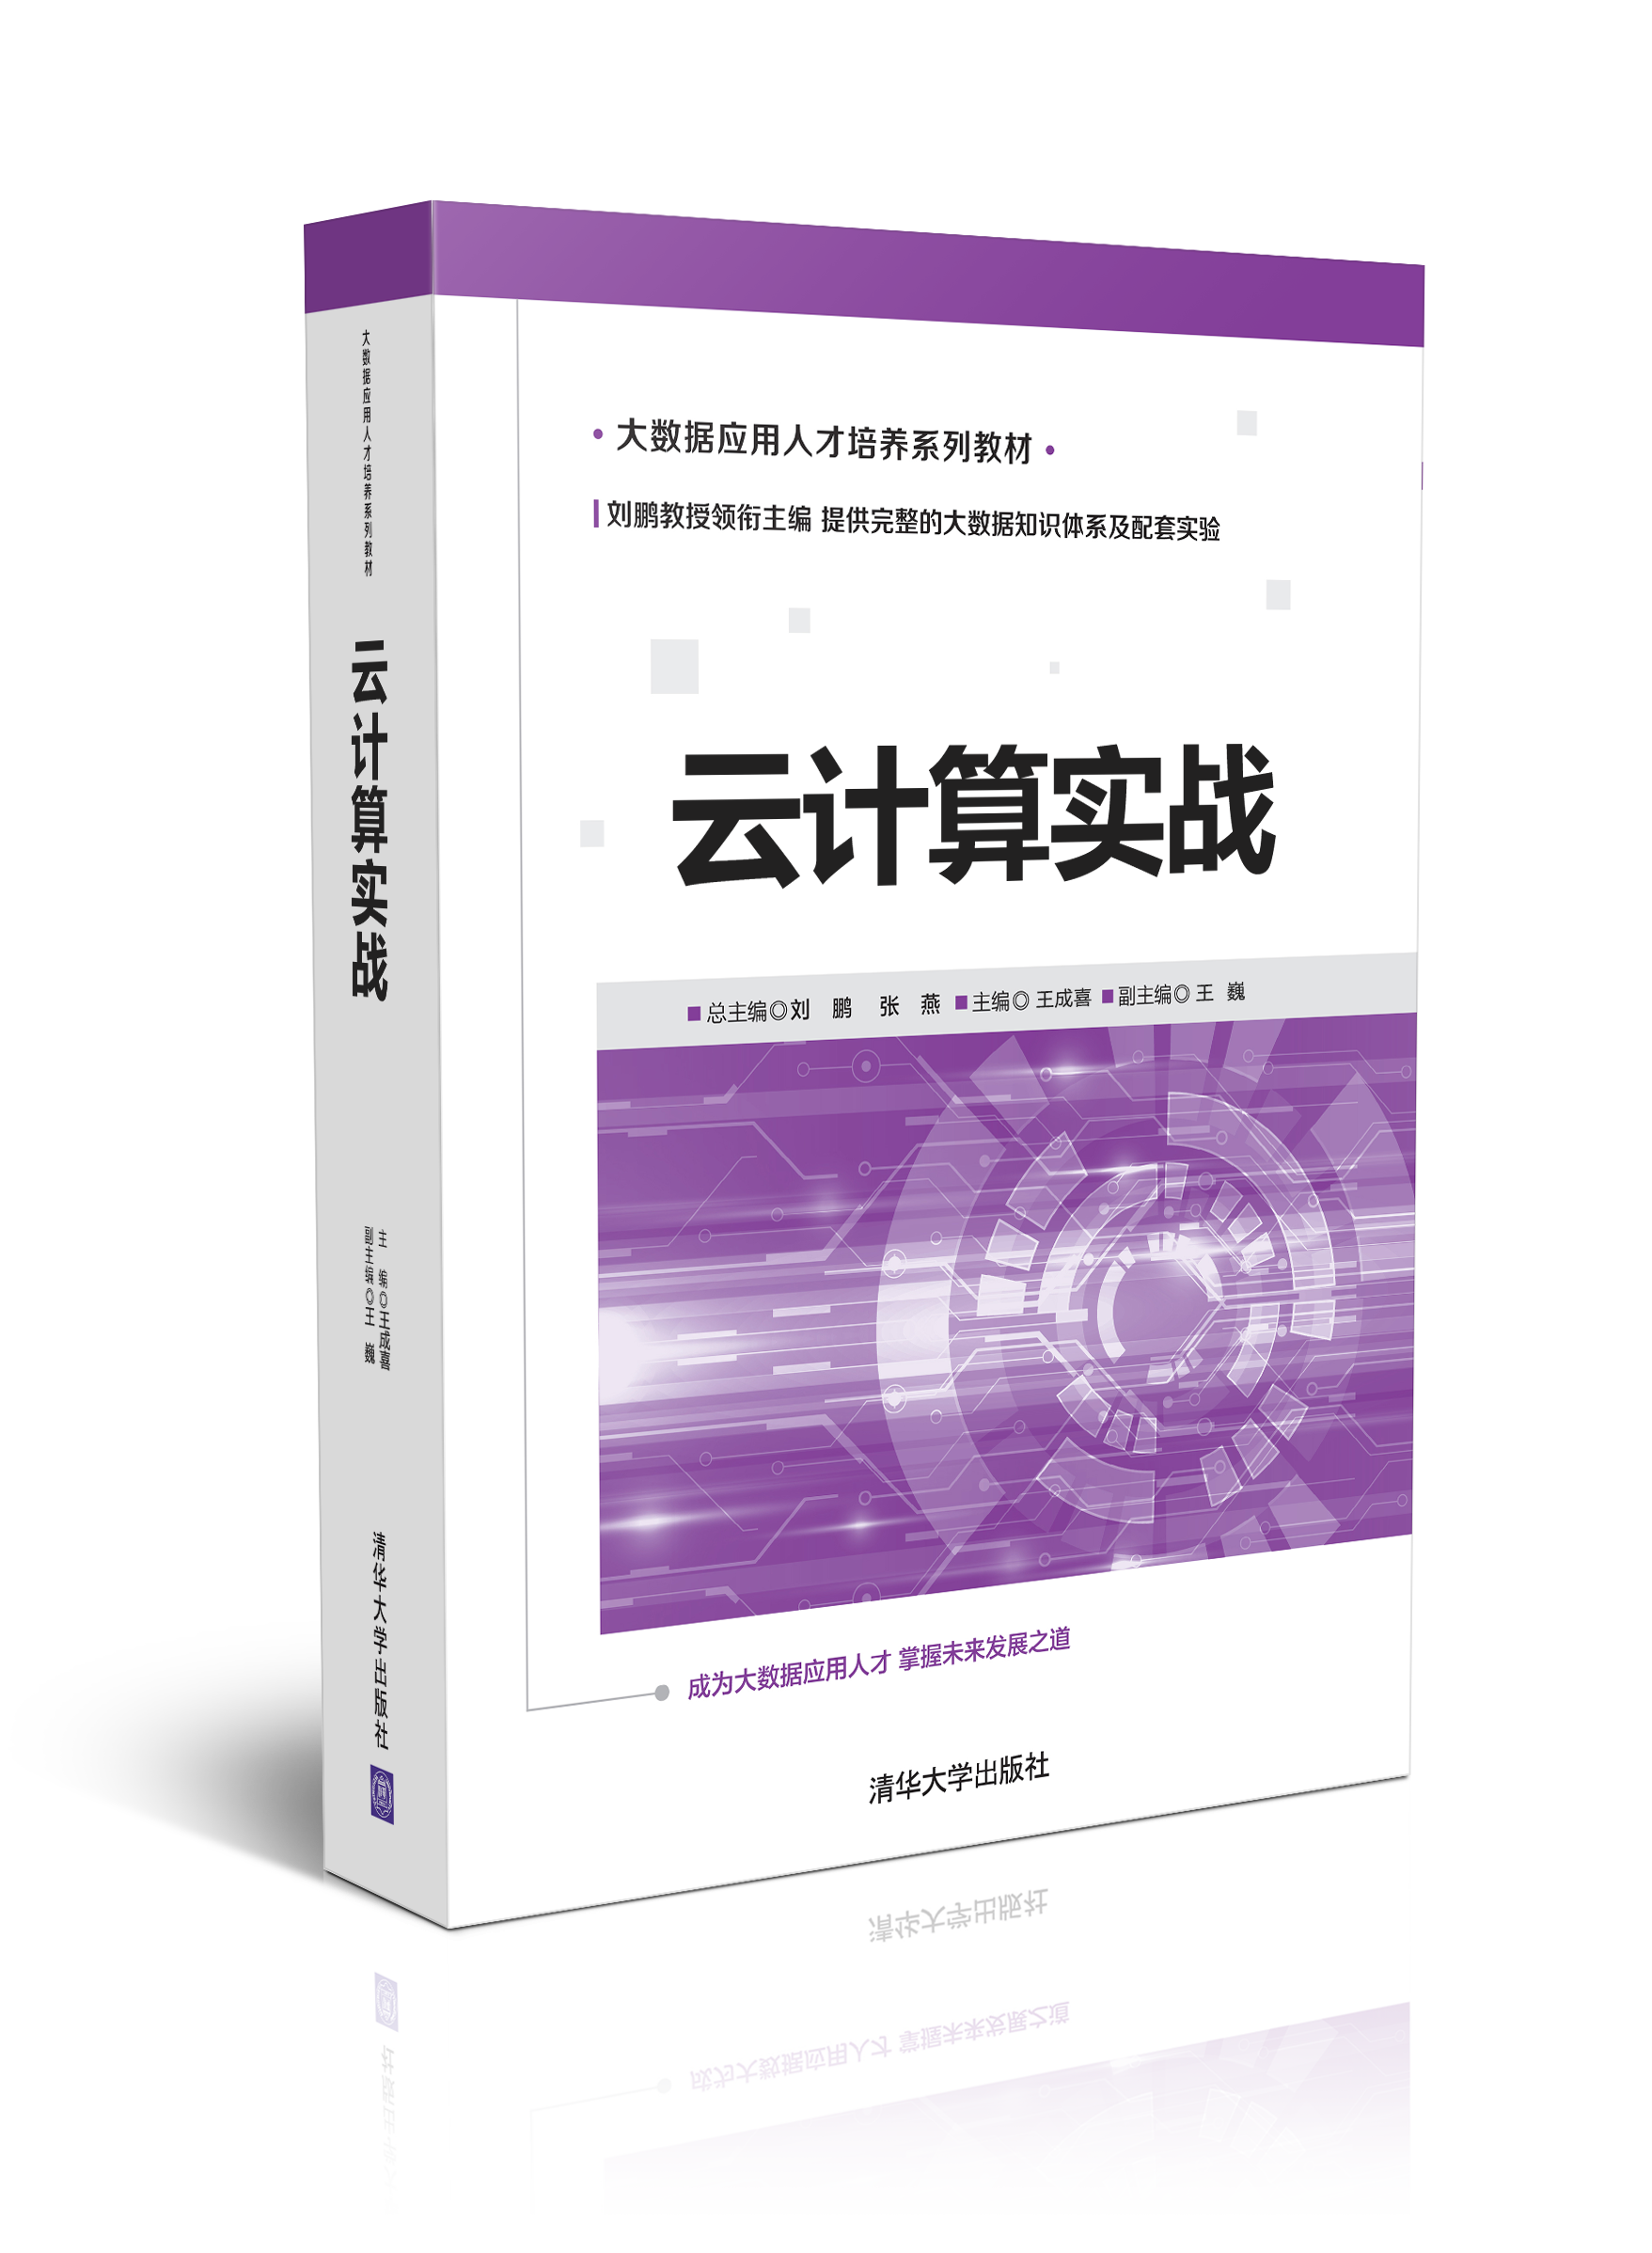 大数据应用人才培养系列教材
云计算实战
主 编◎王成喜
副主编◎王 巍
清华大学出版社
• 大数据应用人才培养系列教材 •
刘鹏教授领衔主编 提供完整的大数据知识体系及配套实验
云计算实战
■总主编◎刘 鹏 张 燕 ■主编◎王成喜 ■副主编◎王 巍
成为大数据应用人才 掌握未来发展之道
清华大学出版社